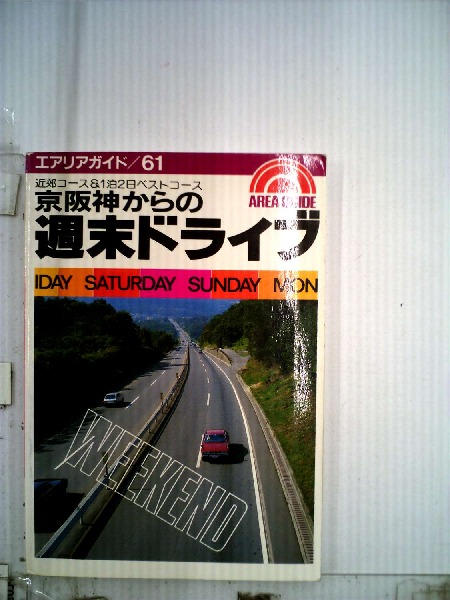 エアリアガイド/61
近郊コース&1泊2日ベストコース
京阪神からの
週末ドライブ
AREA GUIDE
IDAY SATURDAY SUNDAY MON
WEEKEND